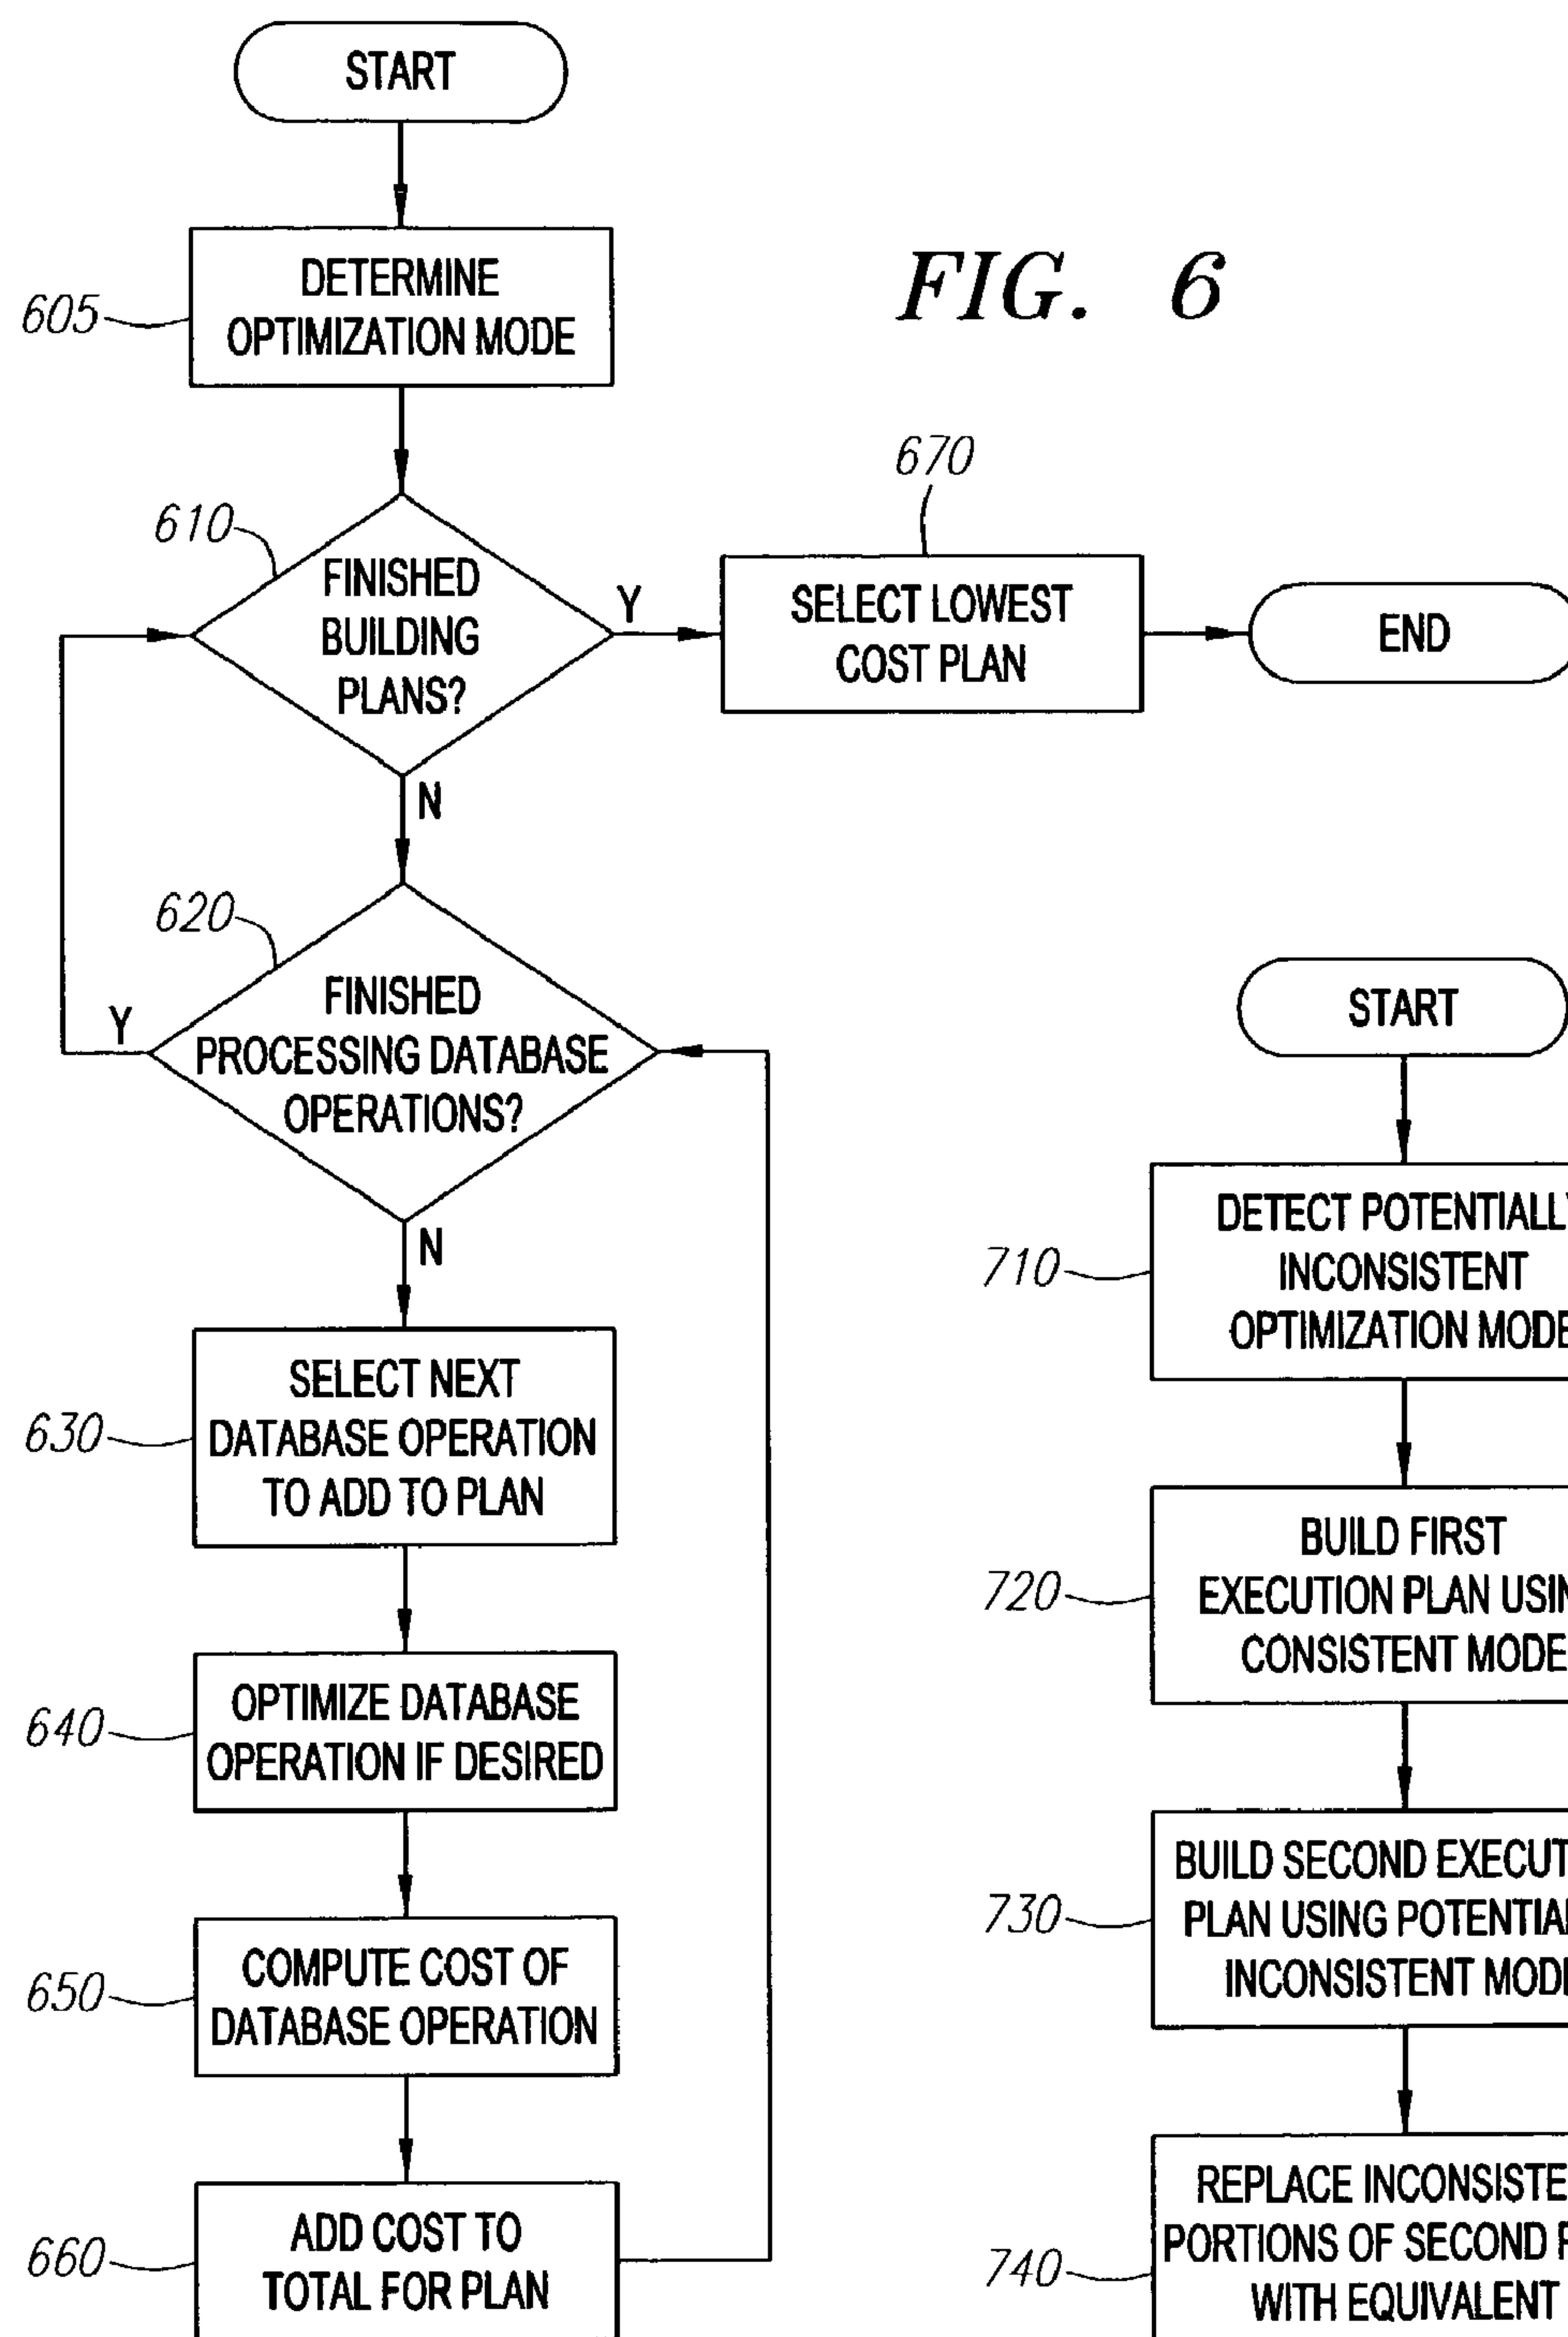 START
605
DETERMINE
OPTIMIZATION MODE
FIG. 6
610
FINISHED
BUILDING
PLANS?
Y
670
SELECT LOWEST
COST PLAN
END
N
620
FINISHED
PROCESSING DATABASE
OPERATIONS?
Y
N
630
SELECT NEXT
DATABASE OPERATION
TO ADD TO PLAN
640
OPTIMIZE DATABASE
OPERATION IF DESIRED
650
COMPUTE COST OF
DATABASE OPERATION
660
ADD COST TO
TOTAL FOR PLAN
START
710
DETECT POTENTIALLY
INCONSISTENT
OPTIMIZATION MODE
720
BUILD FIRST
EXECUTION PLAN USIN
CONSISTENT MODE
730
BUILD SECOND EXECUT
PLAN USING POTENTIA
INCONSISTENT MODE
740
REPLACE INCONSISTE
PORTIONS OF SECOND
WITH EQUIVALENT